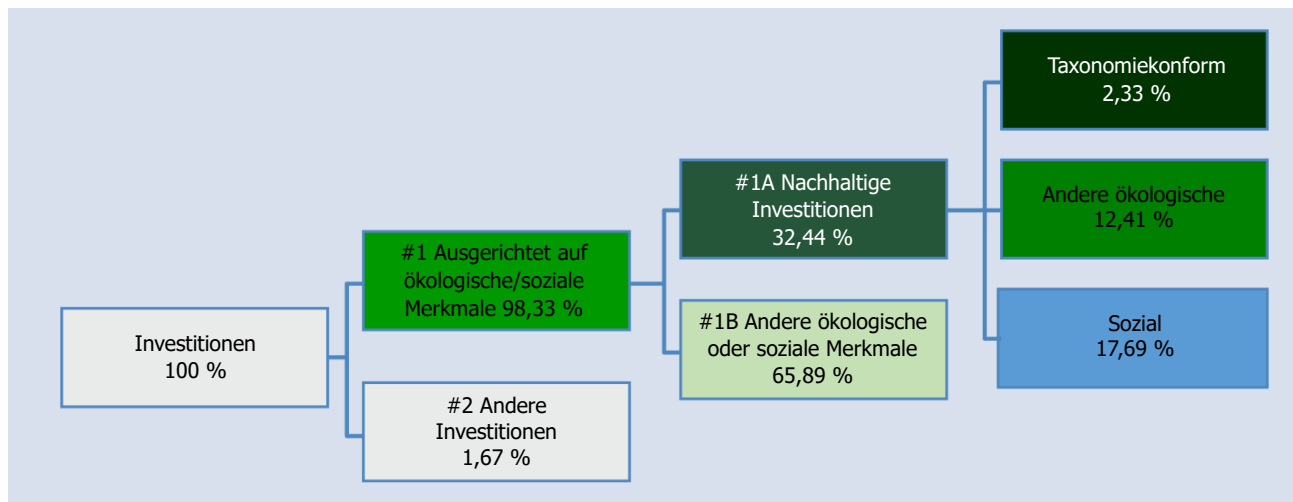 Investitionen
100 %
#1 Ausgerichtet auf
ökologische/soziale
Merkmale 98,33 %
#2 Andere
Investitionen
1,67 %
#1A Nachhaltige
Investitionen
32,44 %
#1B Andere ökologische
oder soziale Merkmale
65,89 %
Taxonomiekonform
2,33 %
Andere ökologische
12,41 %
Sozial
17,69 %